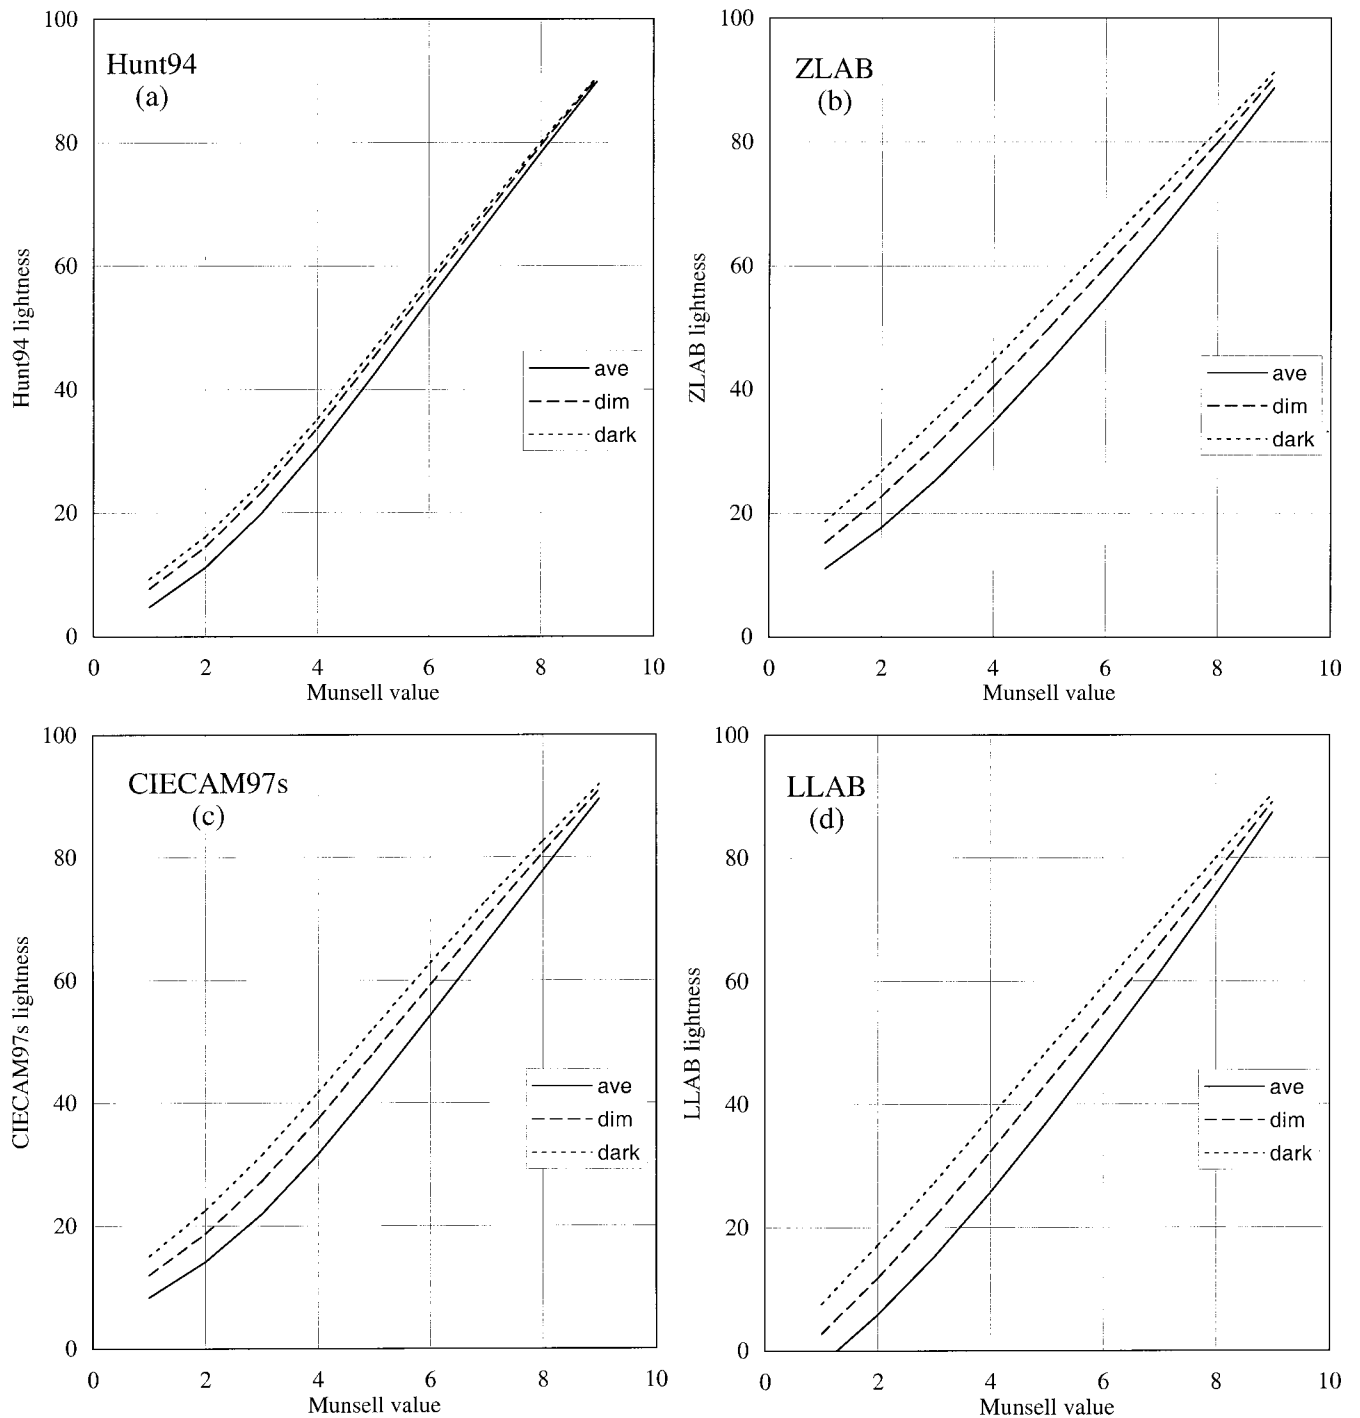 Hunt94
(a)
100
80
60
40
20
0
Hunt94 lightness
ave
dim
dark
0 2 4 6 8 10
Munsell value
ZLAB
(b)
100
80
60
40
20
0
ZLAB lightness
ave
dim
dark
0 2 4 6 8 10
Munsell value
CIECAM97s
(c)
100
80
60
40
20
0
CIECAM97s lightness
ave
dim
dark
0 2 4 6 8 10
Munsell value
LLAB
(d)
100
80
60
40
20
0
LLAB lightness
ave
dim
dark
0 2 4 6 8 10
Munsell value